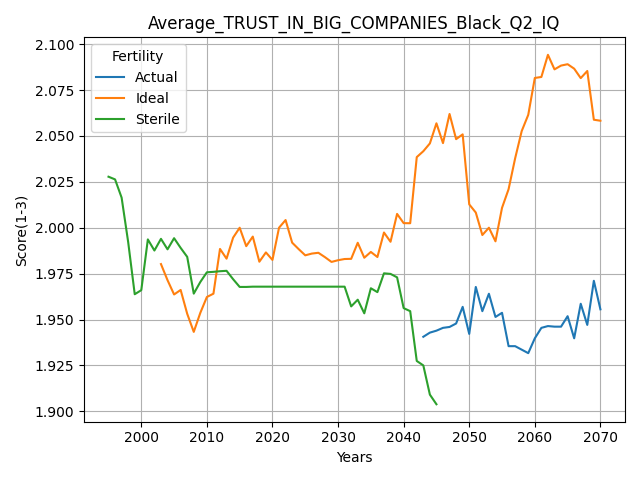 Average_TRUST_IN_BIG_COMPANIES_Black_Q2_IQ
Fertility
Actual
Ideal
Sterile
2.100
2.075
2.050
2.025
2.000
1.975
1.950
1.925
1.900
Score(1-3)
2000
2010
2020
2030
2040
2050
2060
2070
Years